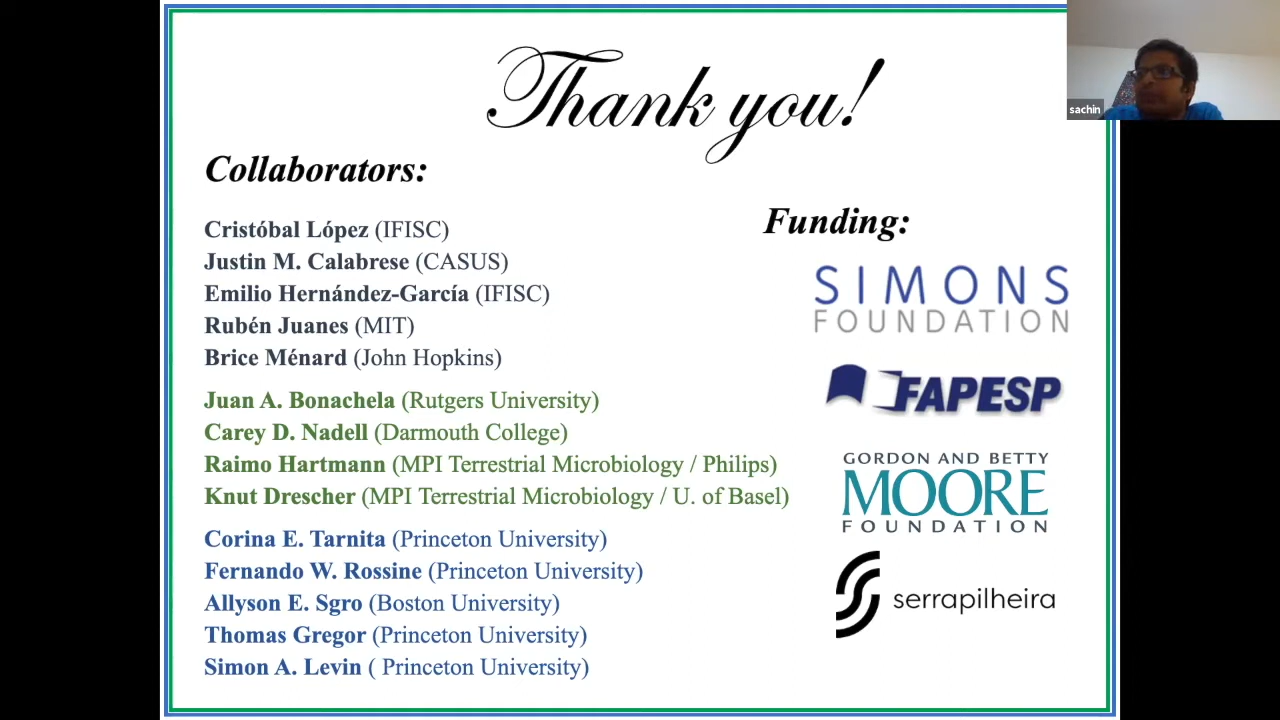 Thank you!
sachin
Collaborators:
Cristóbal López (IFISC)
Justin M. Calabrese (CASUS)
Emilio Hernández-García (IFISC)
Rubén Juanes (MIT)
Brice Ménard (John Hopkins)
Juan A. Bonachela (Rutgers University)
Carey D. Nadell (Darmouth College)
Raimo Hartmann (MPI Terrestrial Microbiology / Philips)
Knut Drescher (MPI Terrestrial Microbiology / U. of Basel)
Corina E. Tarnita (Princeton University)
Fernando W. Rossine (Princeton University)
Allyson E. Sgro (Boston University)
Thomas Gregor (Princeton University)
Simon A. Levin ( Princeton University)
Funding:
SIMONS
FOUNDATION
FAPESP
GORDON AND BETTY
MOORE
FOUNDATION
serrapilheira